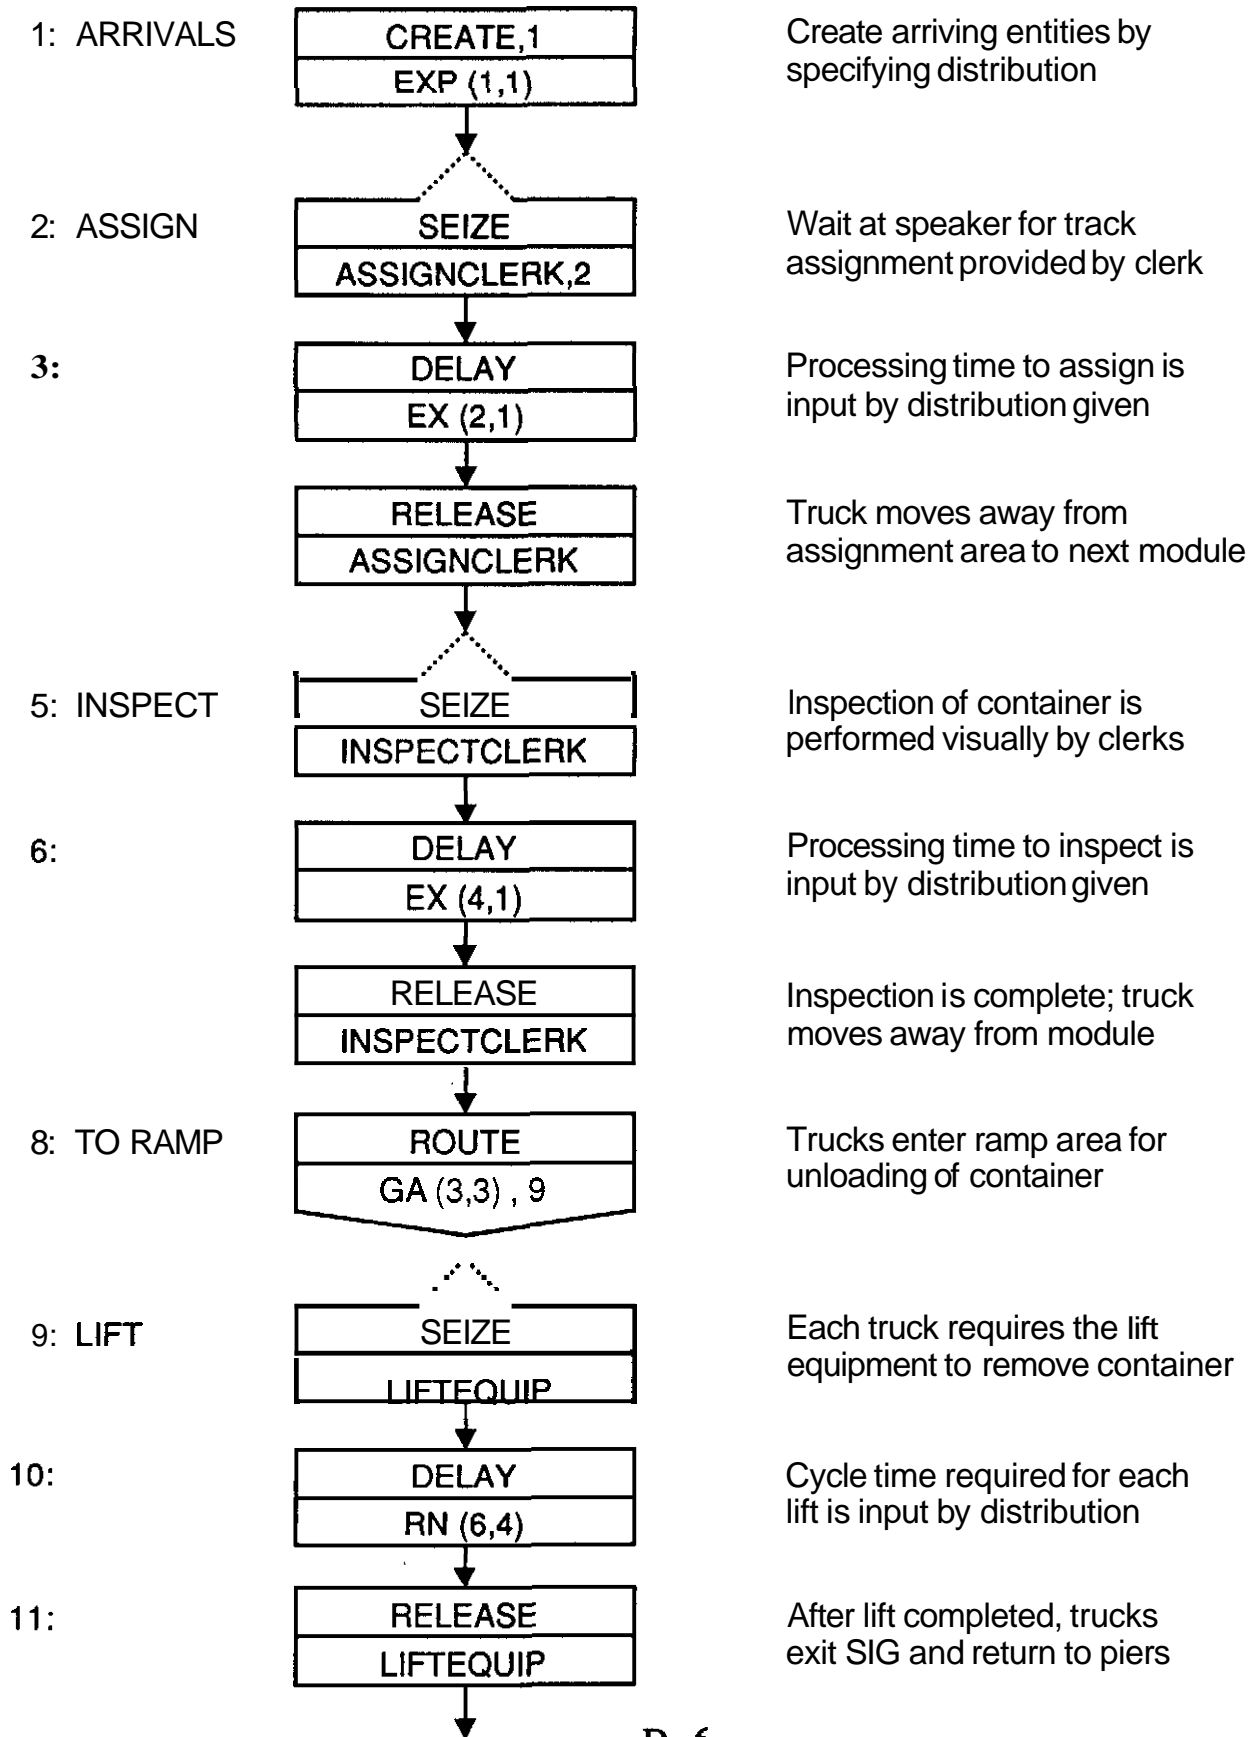 1: ARRIVALS
CREATE,1
EXP (1,1)
Create arriving entities by
specifying distribution
2: ASSIGN
SEIZE
ASSIGNCLERK,2
Wait at speaker for track
assignment provided by clerk
3:
DELAY
EX (2,1)
Processing time to assign is
input by distribution given
RELEASE
ASSIGNCLERK
Truck moves away from
assignment area to next module
5: INSPECT
SEIZE
INSPECTCLERK
Inspection of container is
performed visually by clerks
6:
DELAY
EX (4,1)
Processing time to inspect is
input by distribution given
RELEASE
INSPECTCLERK
Inspection is complete; truck
moves away from module
8: TO RAMP
ROUTE
GA (3,3) , 9
Trucks enter ramp area for
unloading of container
9: LIFT
SEIZE
LIFTEQUIP
Each truck requires the lift
equipment to remove container
10:
DELAY
RN (6,4)
Cycle time required for each
lift is input by distribution
11:
RELEASE
LIFTEQUIP
After lift completed, trucks
exit SIG and return to piers